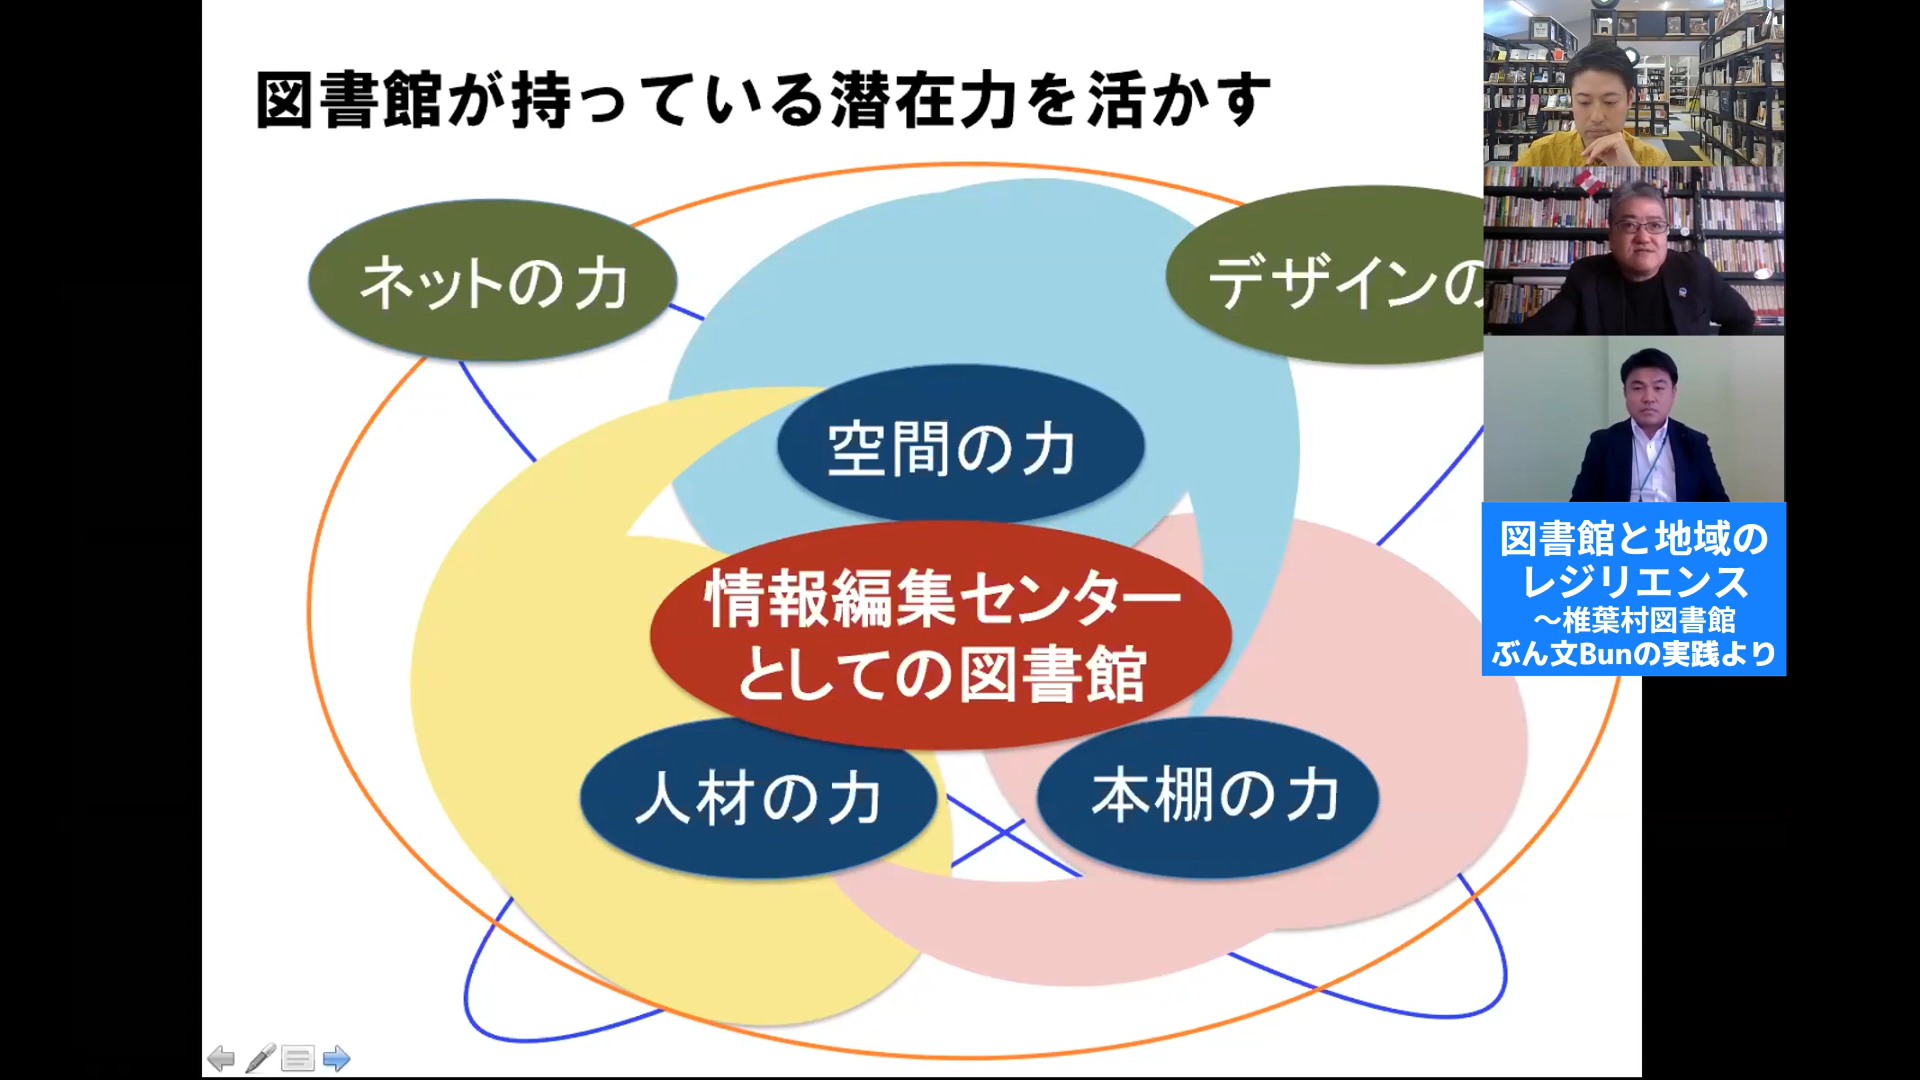 図書館が持っている潜在力を活かす
ネットの力
デザインの
空間の力
情報編集センター
としての図書館
人材の力
本棚の力
図書館と地域の
レジリエンス
～椎葉村図書館
ぶん文Bunの実践より